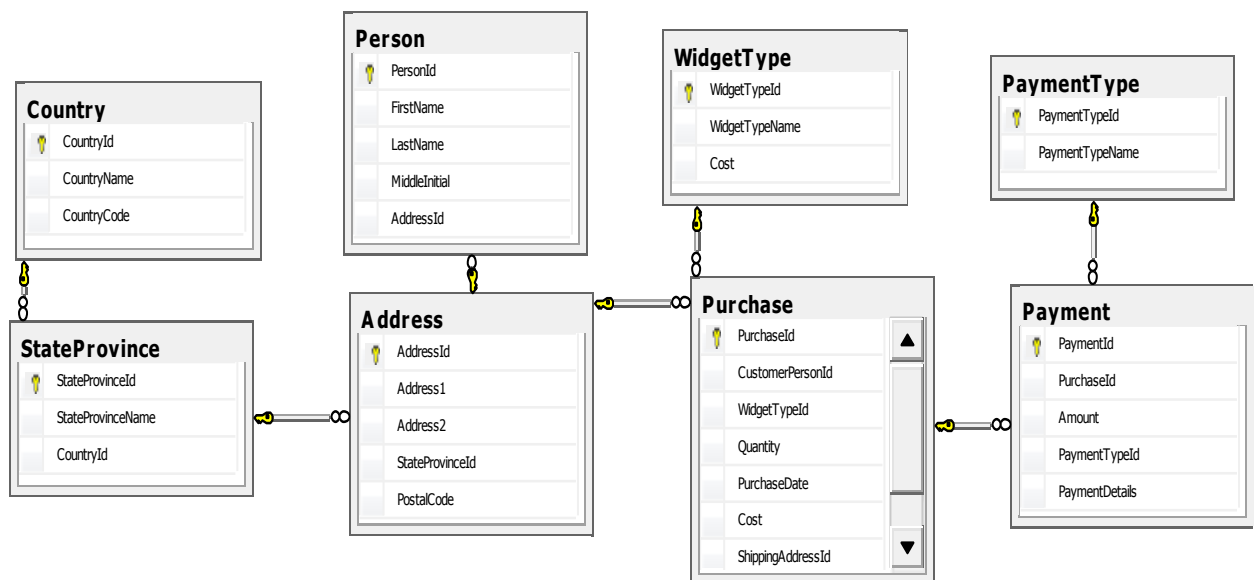 Country
CountryId
CountryName
CountryCode
Person
PersonId
FirstName
LastName
MiddleInitial
AddressId
WidgetType
WidgetTypeId
WidgetTypeName
Cost
PaymentType
PaymentTypeId
PaymentTypeName
StateProvince
StateProvinceId
StateProvinceName
CountryId
Address
AddressId
Address1
Address2
StateProvinceId
PostalCode
Purchase
PurchaseId
CustomerPersonId
WidgetTypeId
Quantity
PurchaseDate
Cost
ShippingAddressId
Payment
PaymentId
PurchaseId
Amount
PaymentTypeId
PaymentDetails